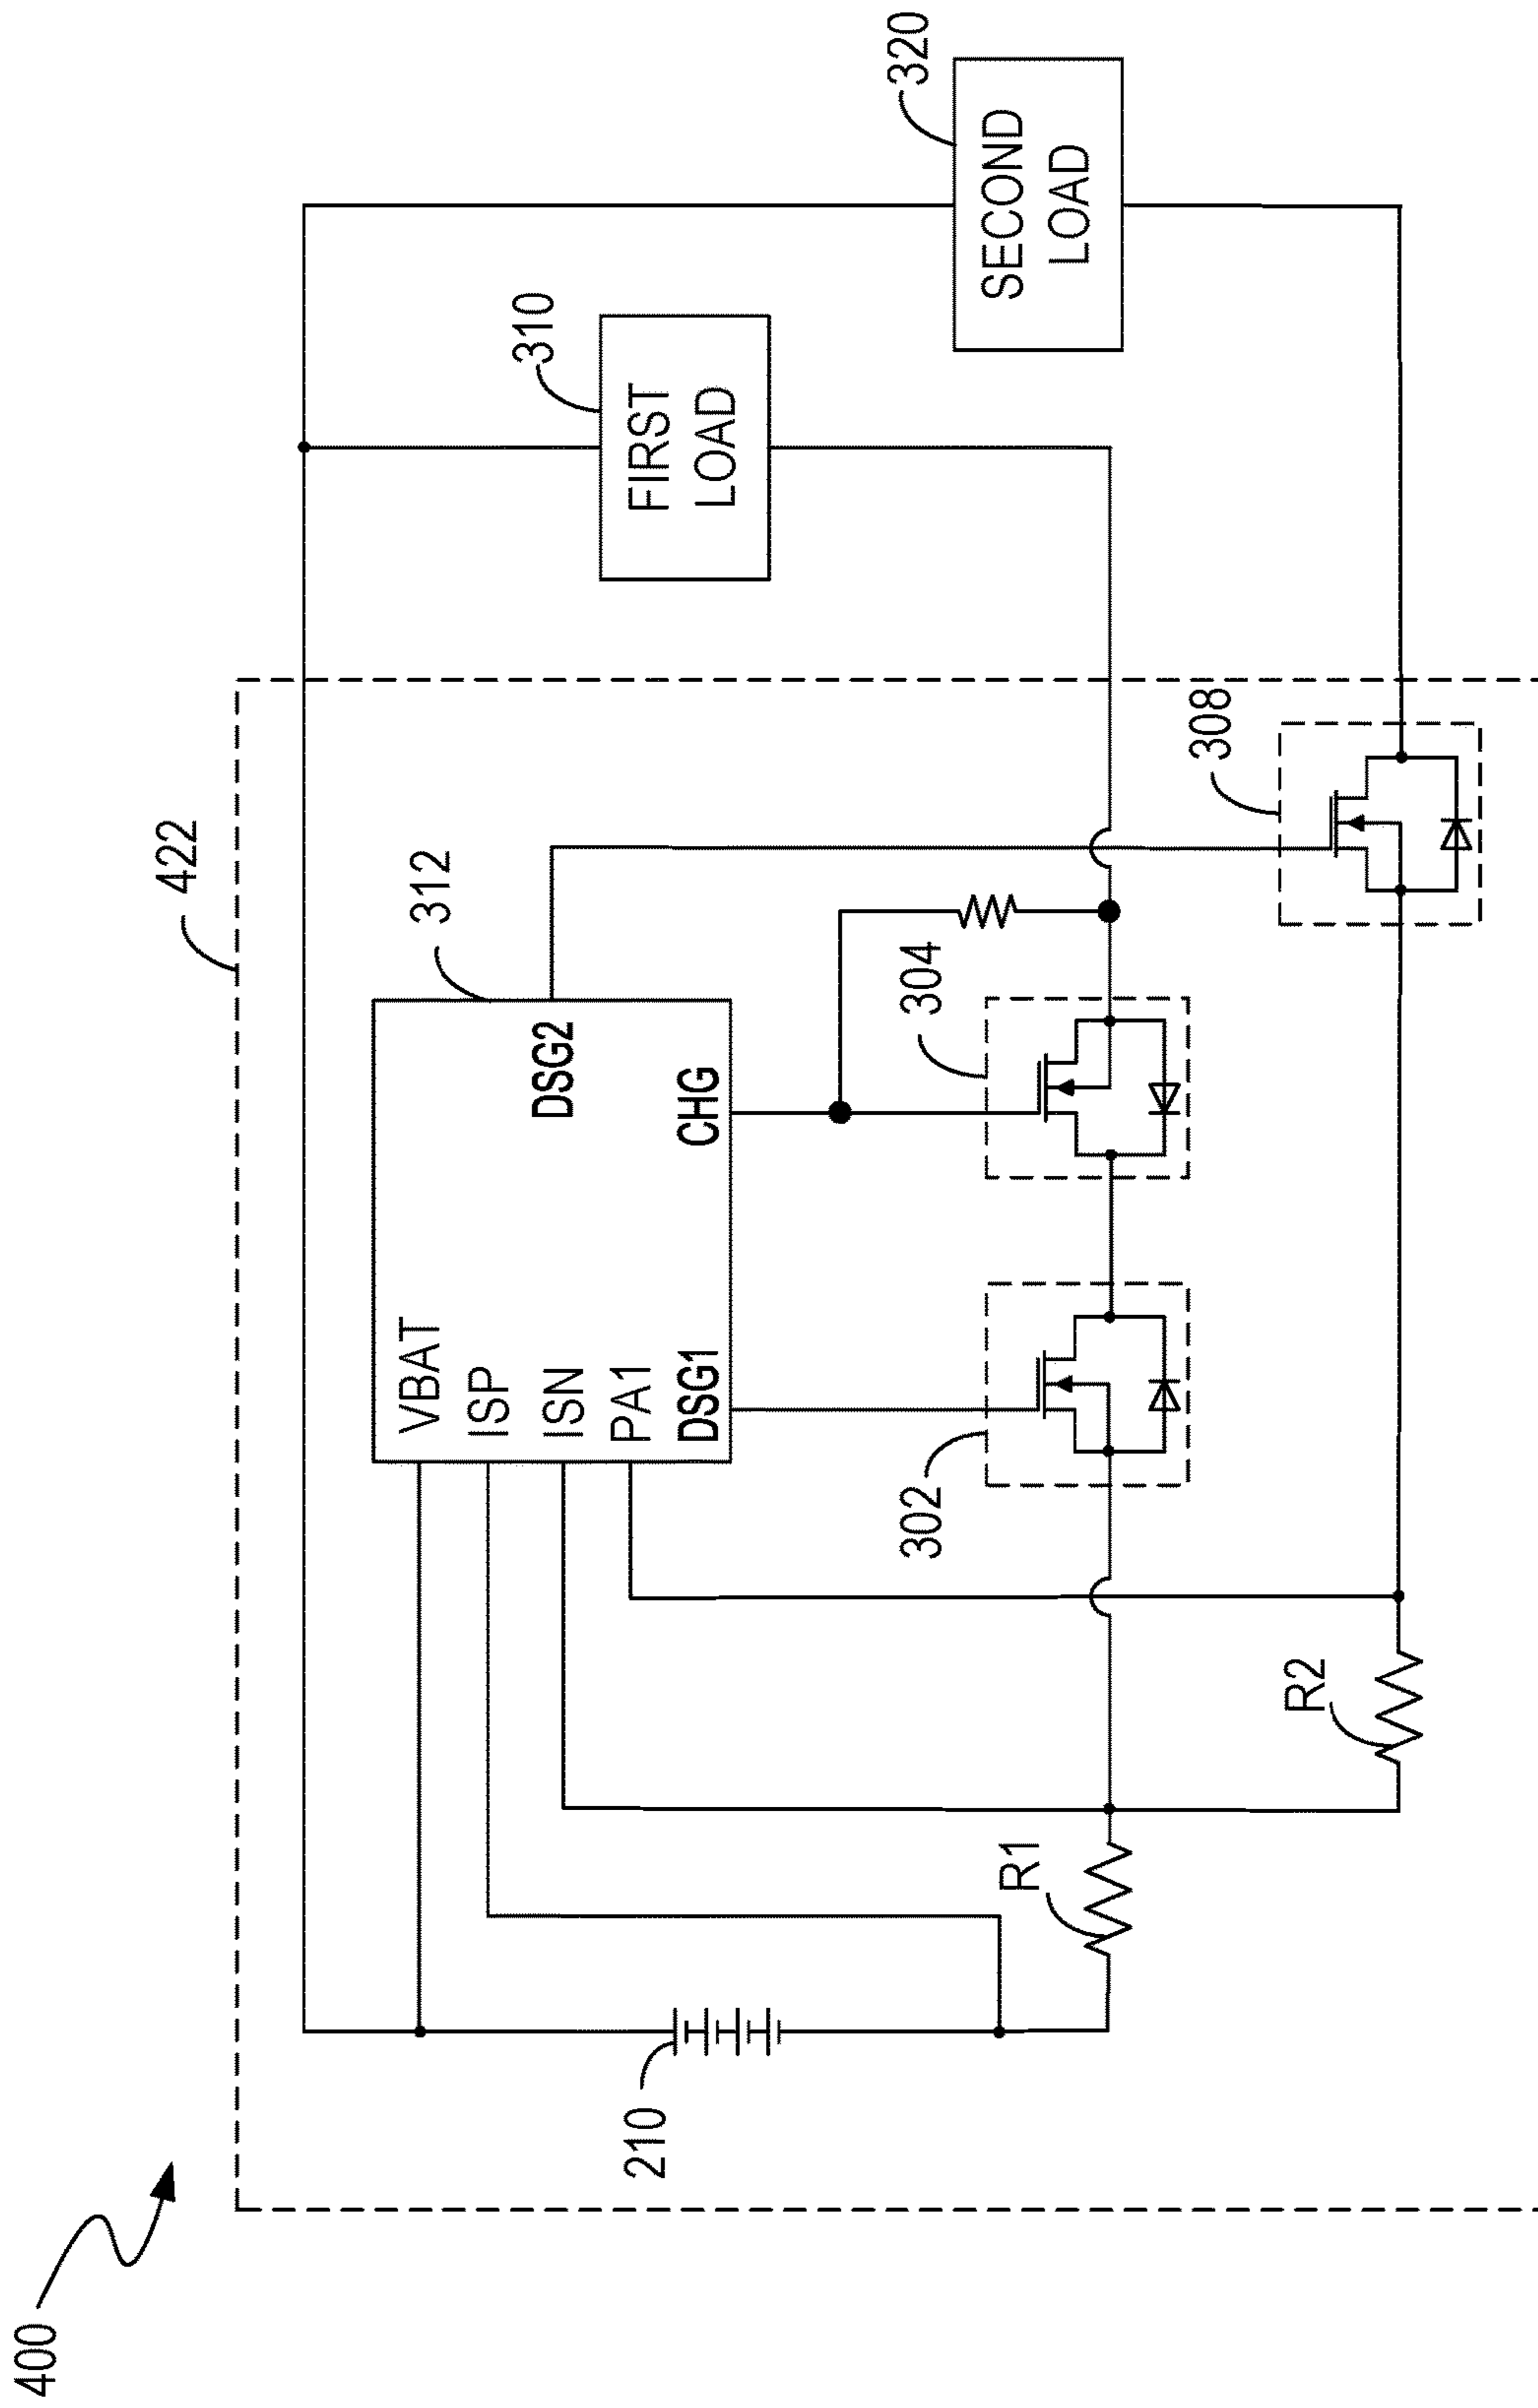 400
422
312
210
VBAT
ISP
ISN
PA1
DSG1
DSG2
CHG
302
304
308
310
FIRST
LOAD
320
SECOND
LOAD
R1
R2